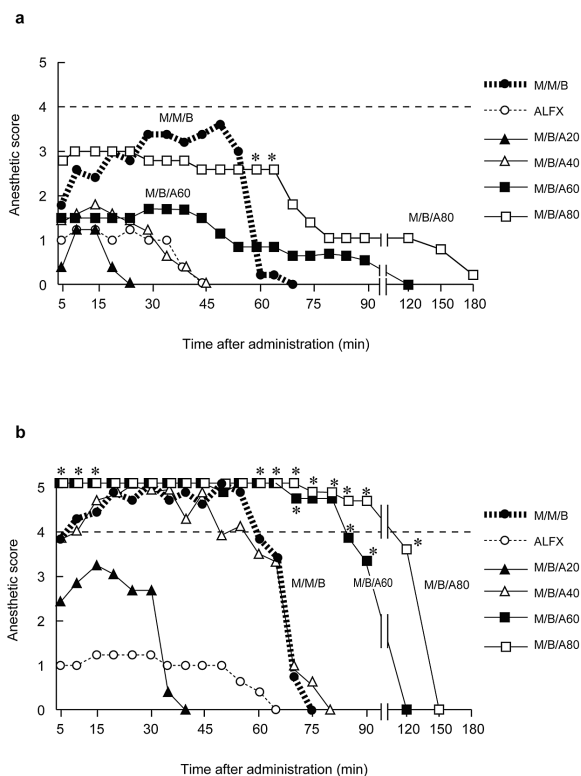 a
5
4
3
2
1
0
Anesthetic score
M/M/B
M/B/A60
* *
M/B/A80
5 15 30 45 60 75 90 120 150 180
Time after administration (min)
M/M/B
ALFX
M/B/A20
M/B/A40
M/B/A60
M/B/A80
b
5
4
3
2
1
0
Anesthetic score
* * * * * * * * * *
*
* *
*
M/M/B
M/B/A60
M/B/A80
5 15 30 45 60 75 90 120 150 180
Time after administration (min)
M/M/B
ALFX
M/B/A20
M/B/A40
M/B/A60
M/B/A80